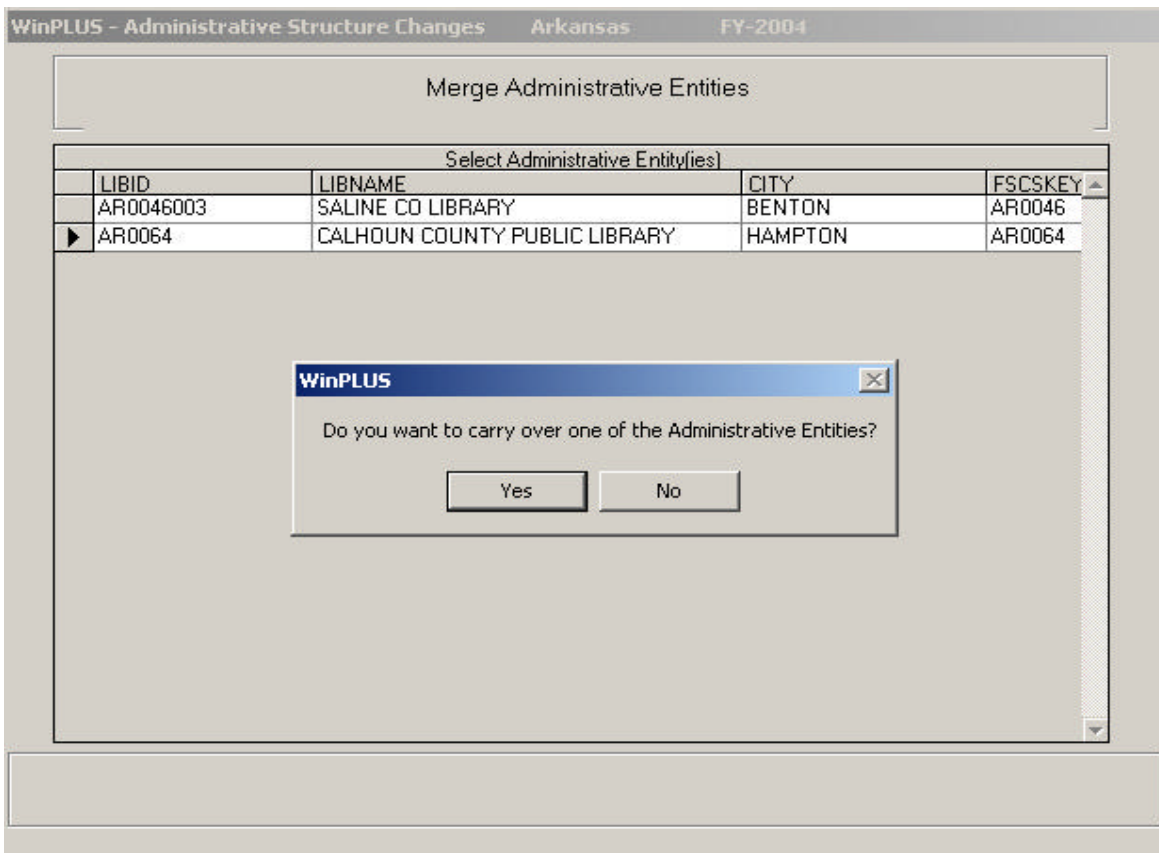 WinPLUS - Administrative Structure Changes Arkansas FY-2004
Merge Administrative Entities
Select Administrative Entity(ies)
LIBID LIBNAME CITY FSCSKEY
AR0046003 SALINE CO LIBRARY BENTON AR0046
AR0064 CALHOUN COUNTY PUBLIC LIBRARY HAMPTON AR0064
WinPLUS
Do you want to carry over one of the Administrative Entities?
Yes No